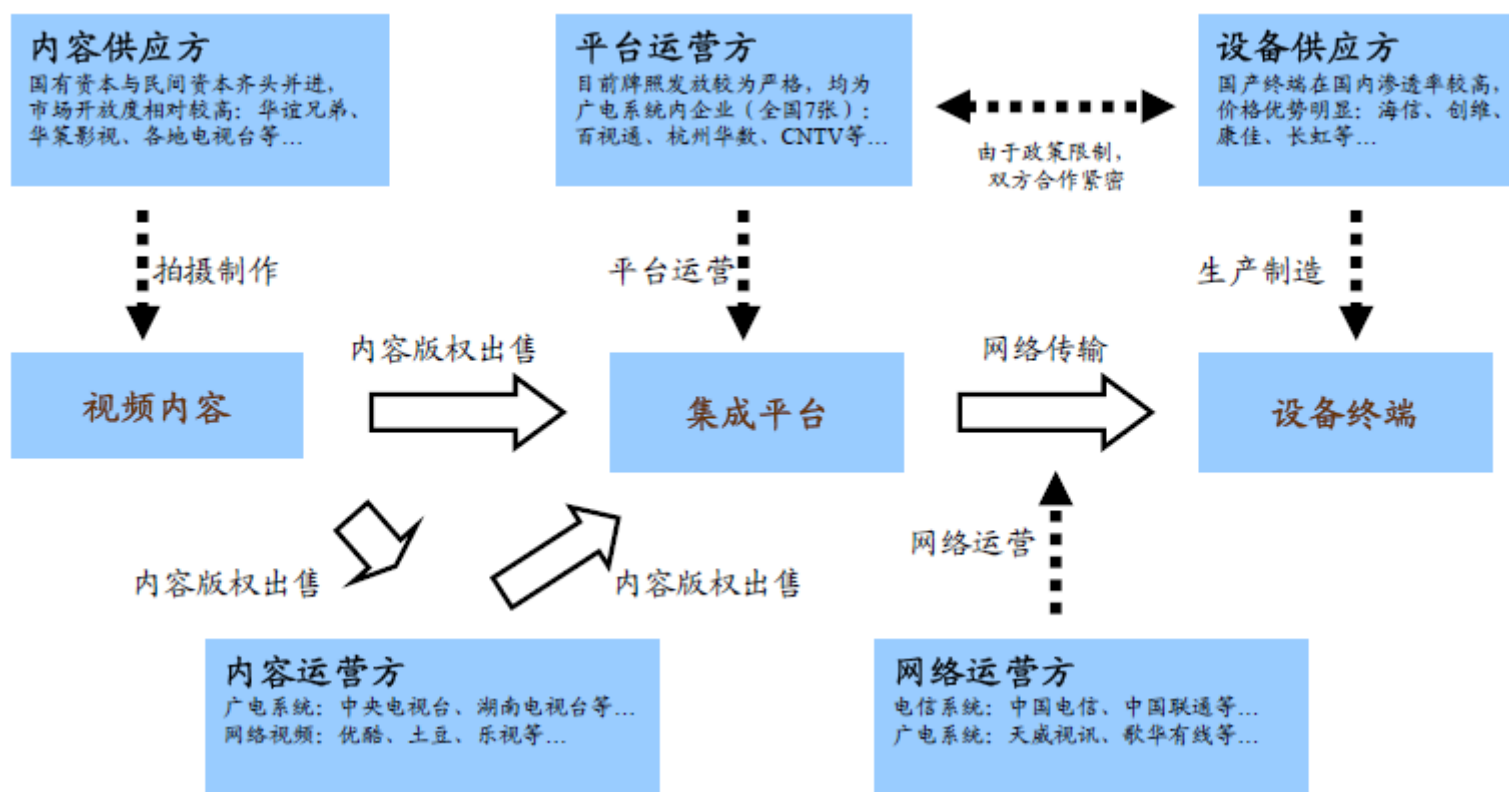 内容供应方
国有资本与民间资本齐头并进，
市场开放度相对较高：华谊兄弟、
华策影视、各地电视台等…
平台运营方
目前牌照发放较为严格，均为
广电系统内企业（全国7张）：
百视通、杭州华数、CNTV等…
设备供应方
国产终端在国内渗透率较高，
价格优势明显：海信、创维、
康佳、长虹等…
由于政策限制，
双方合作紧密
拍摄制作
平台运营
生产制造
视频内容
内容版权出售
集成平台
网络传输
设备终端
内容版权出售
内容版权出售
网络运营
内容运营方
广电系统：中央电视台、湖南电视台等…
网络视频：优酷、土豆、乐视等…
网络运营方
电信系统：中国电信、中国联通等…
广电系统：天威视讯、歌华有线等…